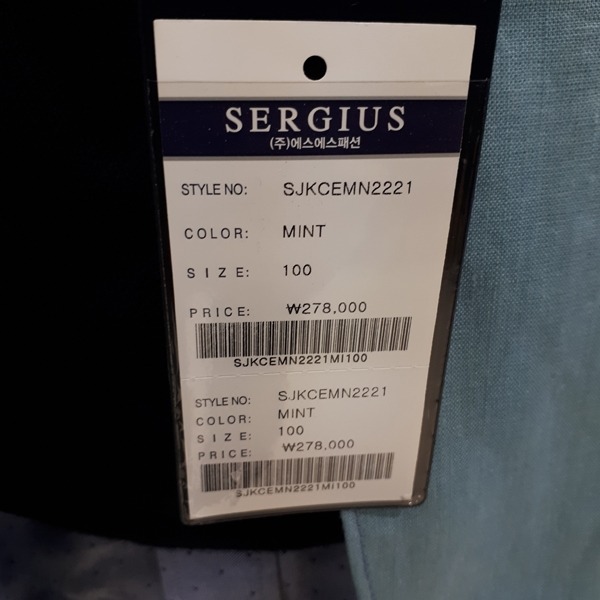 SERGIUS
(주)에스에스패션
STYLE NO: SJKCEMN2221
COLOR: MINT
SIZE: 100
PRICE: ₩278,000
SJKCEMN2221MI100
STYLE NO: SJKCEMN2221
COLOR: MINT
SIZE: 100
PRICE: ₩278,000
SJKCEMN2221MI100